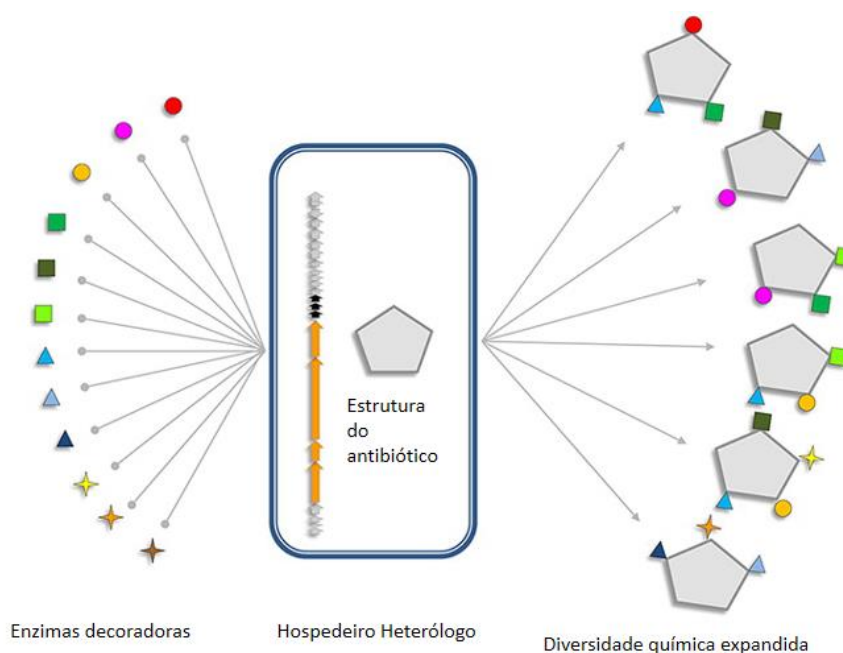 Estrutura
do
antibiótico
Enzimas decoradoras
Hospedeiro Heterólogo
Diversidade química expandida